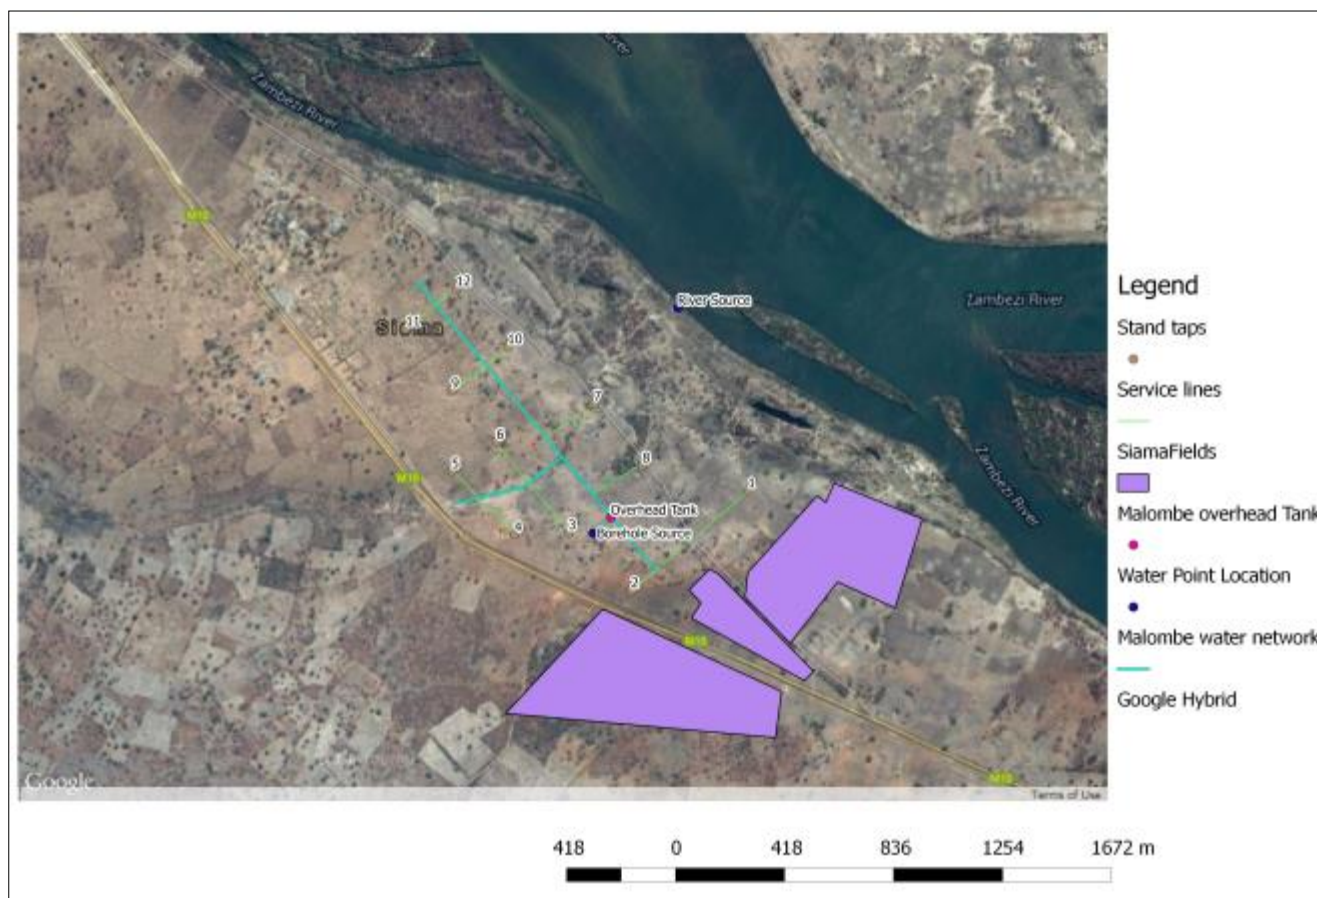 Zambezi River
River
M10
12
River Source
Zambezi River
11
Sioma
10
9
7
6
5
8
1
Zambezi River
M10
Overhead Tank
4
3
Borehole Source
2
M10
M10
Google
Terms of Use
Legend
Stand taps
Service lines
SiamaFields
Malombe overhead Tank
Water Point Location
Malombe water network
Google Hybrid
418 0 418 836 1254 1672 m